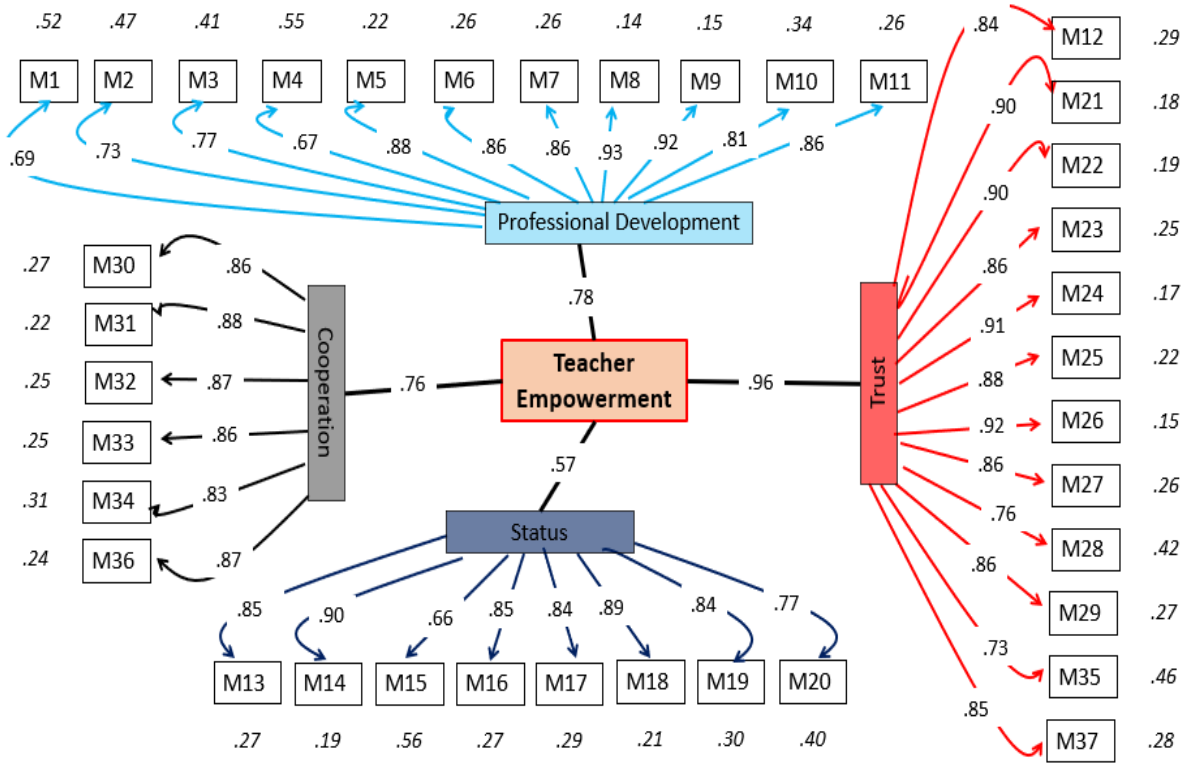 .52 .47 .41 .55 .22 .26 .26 .14 .15 .34 .26
M1 M2 M3 M4 M5 M6 M7 M8 M9 M10 M11
.69 .73 .77 .67 .88 .86 .86 .93 .92 .81 .86
Professional Development
.78
Teacher
Empowerment
.76
.96
.57
Cooperation
.27 M30 .86
.22 M31 .88
.25 M32 .87
.25 M33 .86
.31 M34 .83
.24 M36 .87
Status
.85 .90 .66 .85 .84 .89 .84 .77
M13 M14 M15 M16 M17 M18 M19 M20
.27 .19 .56 .27 .29 .21 .30 .40
Trust
.84 M12 .29
.90 M21 .18
.90 M22 .19
.86 M23 .25
.91 M24 .17
.88 M25 .22
.92 M26 .15
.86 M27 .26
.76 M28 .42
.86 M29 .27
.73 M35 .46
.85 M37 .28